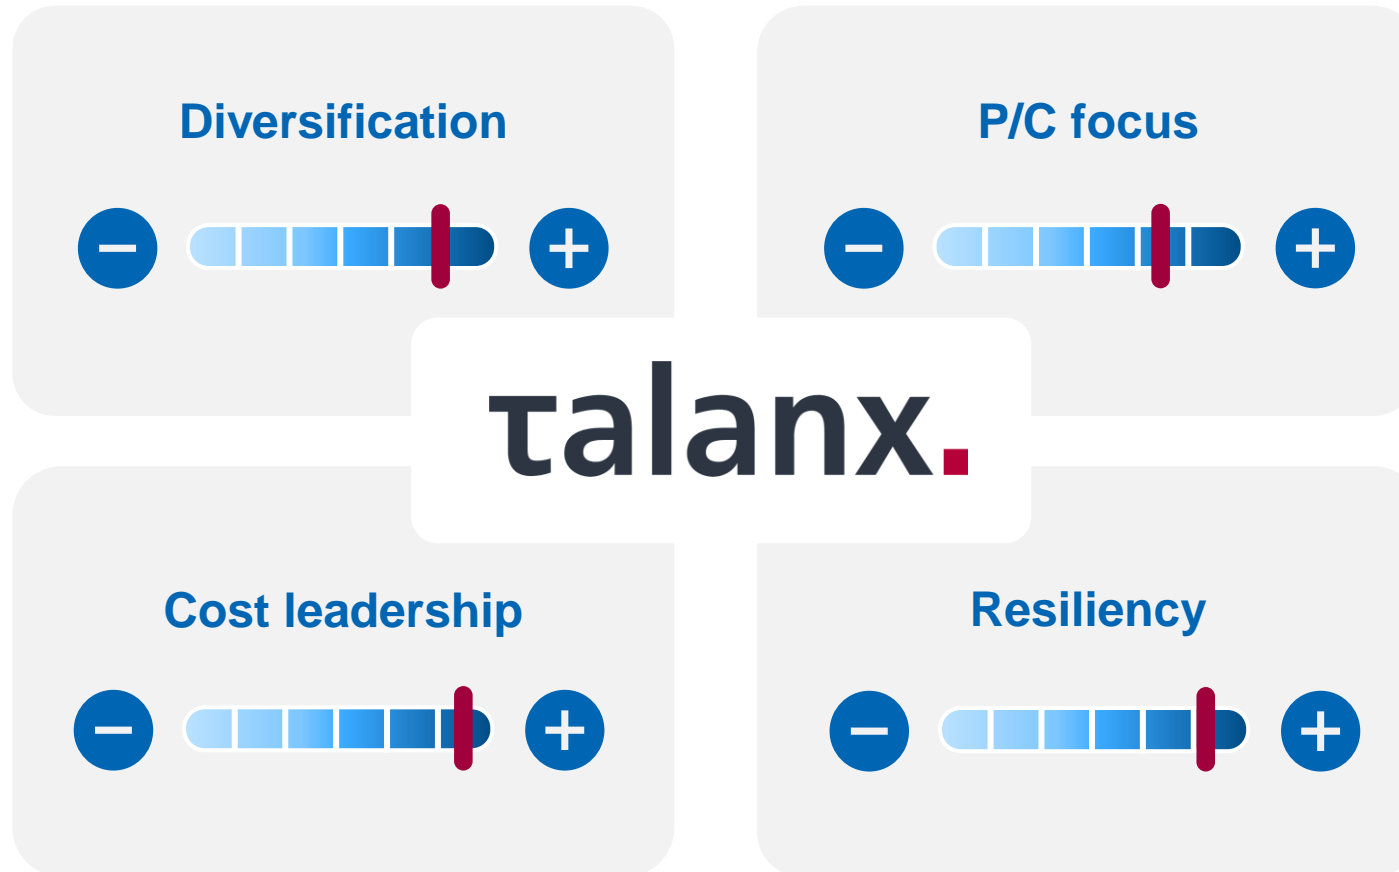 Diversification
P/C focus
talanx.
Cost leadership
Resiliency